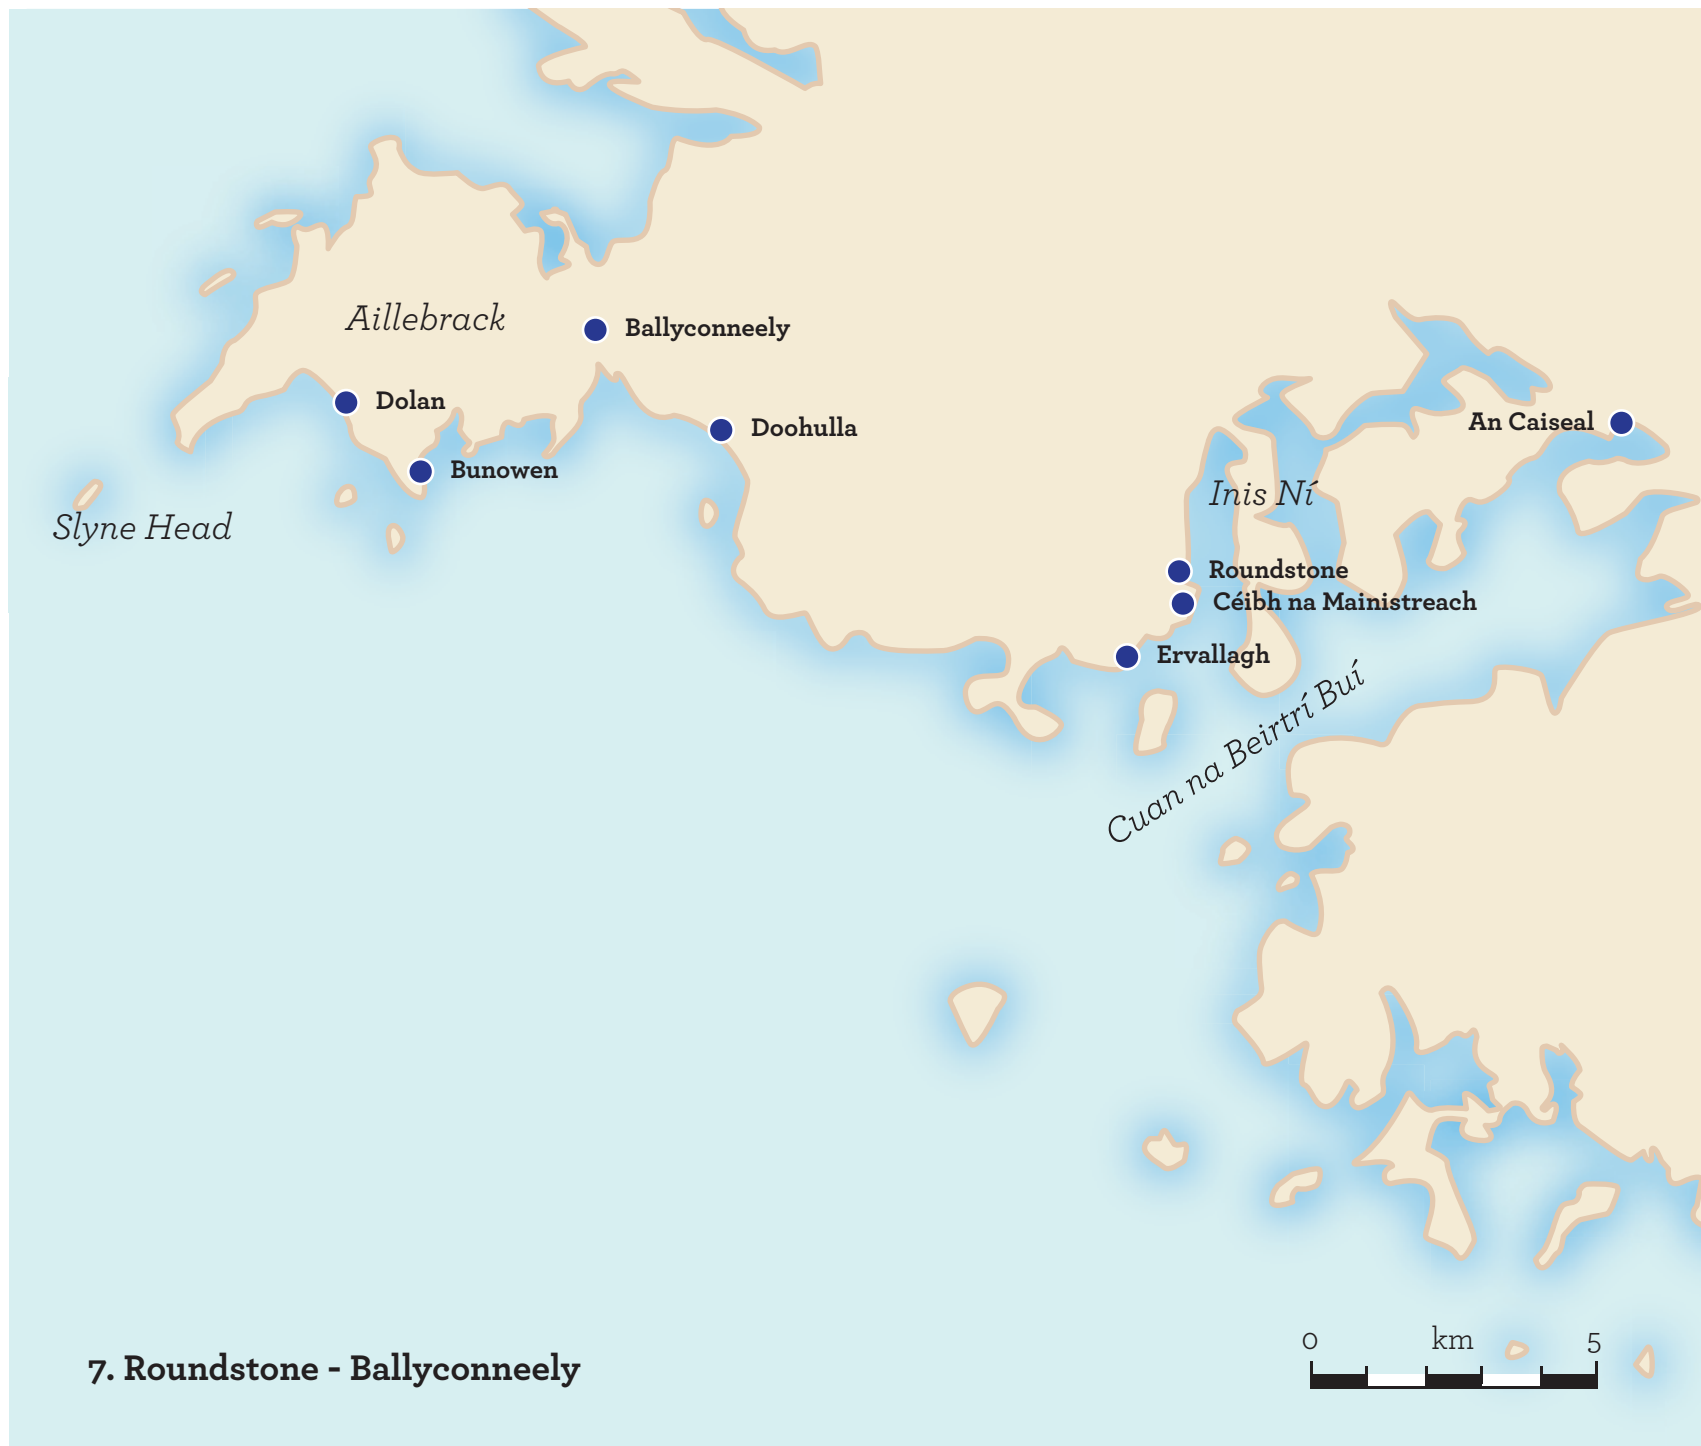 Aillebrack
Ballyconneely
Dolan
Doohulla
An Caiseal
Bunowen
Inis Ní
Slyne Head
Roundstone
Céibh na Mainistreach
Ervallagh
Cuan na Beirtrí Buí
0 km 5
7. Roundstone - Ballyconneely